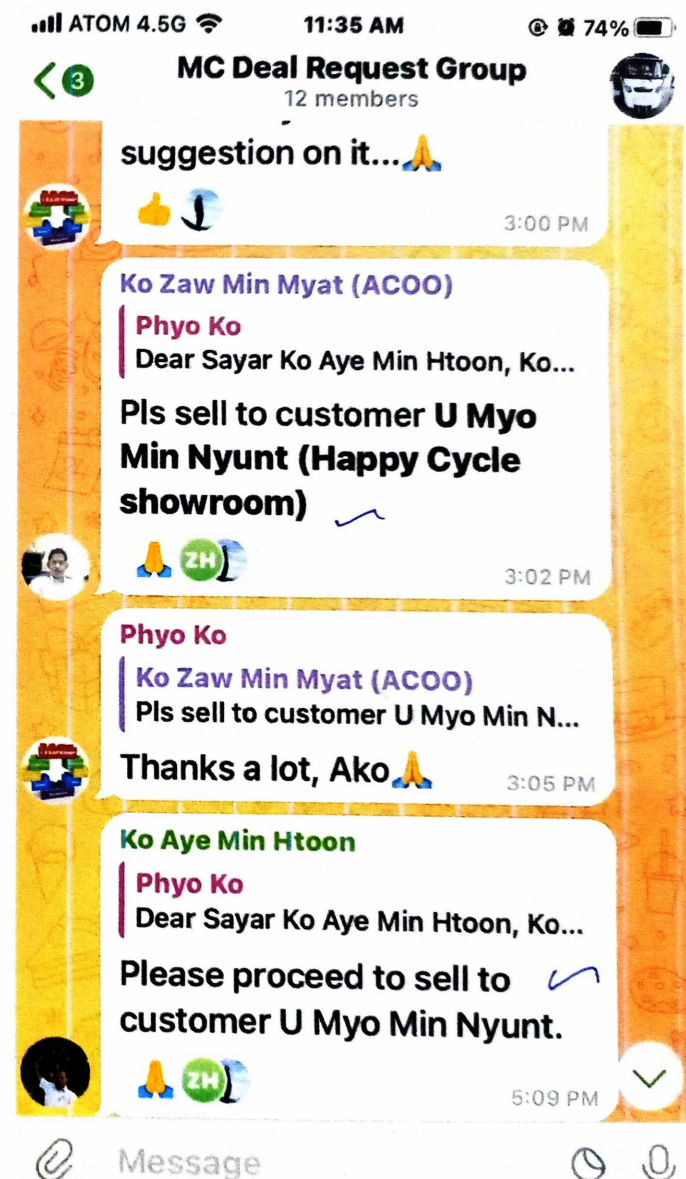 ATOM 4.5G 11:35 AM 74%
3 MC Deal Request Group
12 members
suggestion on it...🙏
3:00 PM
Ko Zaw Min Myat (ACOO)
Phyo Ko
Dear Sayar Ko Aye Min Htoon, Ko...
Pls sell to customer U Myo
Min Nyunt (Happy Cycle
showroom)
ZH
3:02 PM
Phyo Ko
Ko Zaw Min Myat (ACOO)
Pls sell to customer U Myo Min N...
Thanks a lot, Ako🙏 3:05 PM
Ko Aye Min Htoon
Phyo Ko
Dear Sayar Ko Aye Min Htoon, Ko...
Please proceed to sell to
customer U Myo Min Nyunt.
ZH
5:09 PM
Message